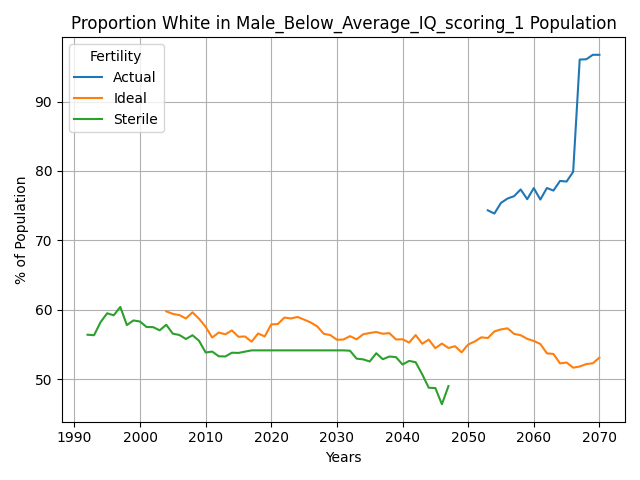 Proportion White in Male_Below_Average_IQ_scoring_1 Population
Fertility
Actual
Ideal
Sterile
% of Population
90
80
70
60
50
1990 2000 2010 2020 2030 2040 2050 2060 2070
Years